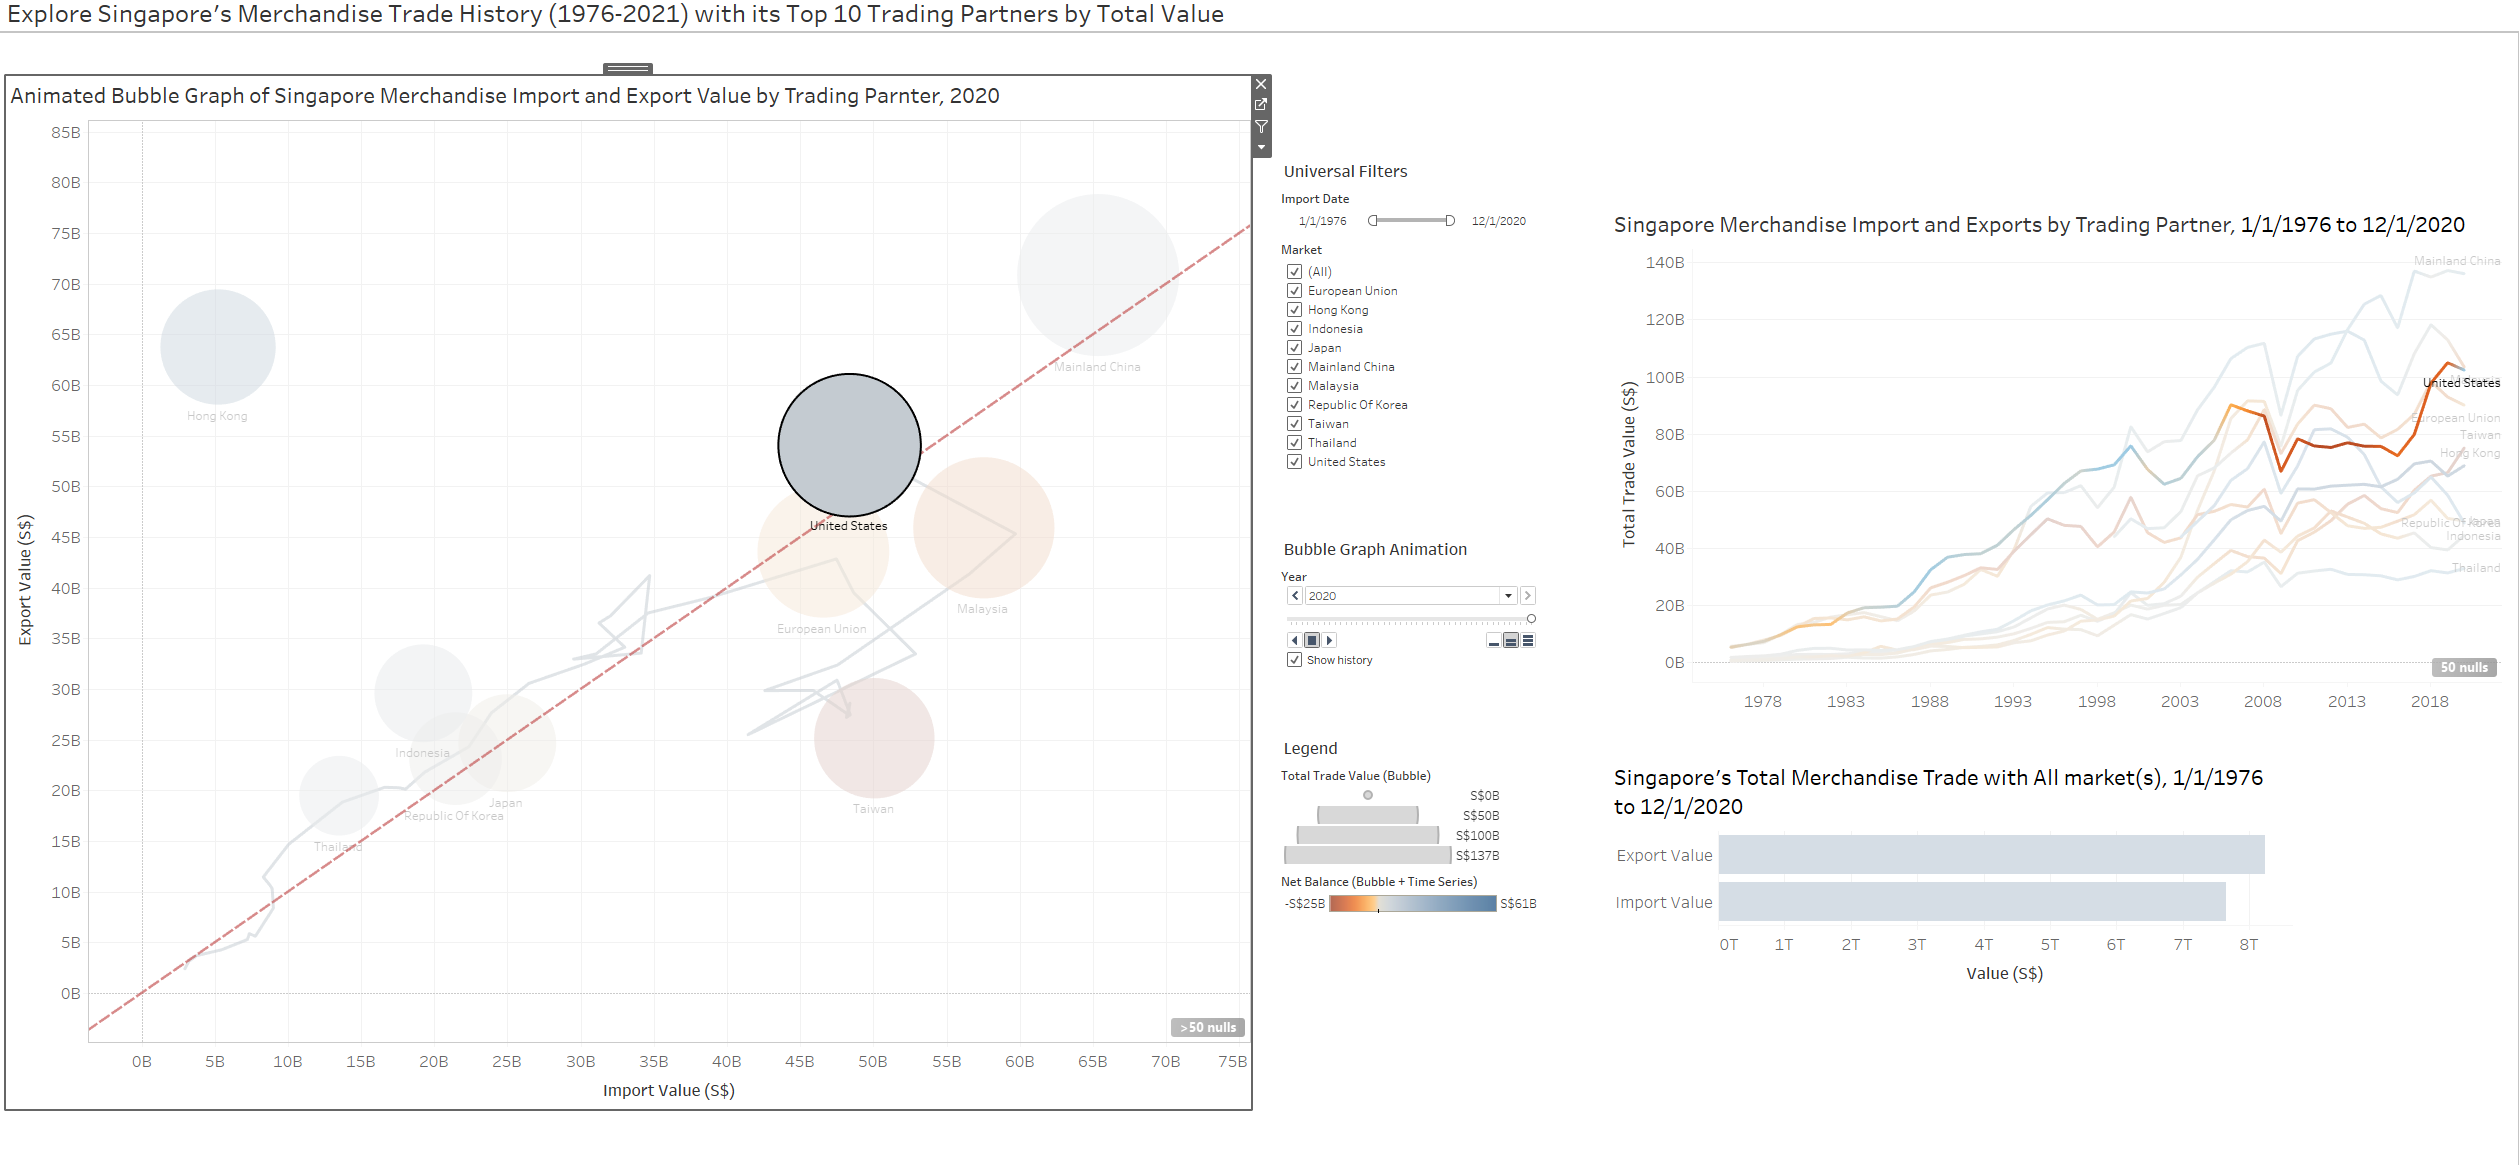 Explore Singapore's Merchandise Trade History (1976-2021) with its Top 10 Trading Partners by Total Value
Animated Bubble Graph of Singapore Merchandise Import and Export Value by Trading Parnter, 2020
Export Value (S$)
85B
80B
75B
70B
65B
60B
55B
50B
45B
40B
35B
30B
25B
20B
15B
10B
5B
0B
Mainland China
Hong Kong
United States
Malaysia
European Union
Indonesia
Japan
Republic Of Korea
Taiwan
Thailand
>50 nulls
0B 5B 10B 15B 20B 25B 30B 35B 40B 45B 50B 55B 60B 65B 70B 75B
Import Value (S$)
Universal Filters
Import Date
1/1/1976 12/1/2020
Market
(All)
European Union
Hong Kong
Indonesia
Japan
Mainland China
Malaysia
Republic Of Korea
Taiwan
Thailand
United States
Bubble Graph Animation
Year
2020
Show history
Legend
Total Trade Value (Bubble)
S$0B
S$50B
S$100B
S$137B
Net Balance (Bubble + Time Series)
-S$25B S$61B
Singapore Merchandise Import and Exports by Trading Partner, 1/1/1976 to 12/1/2020
Total Trade Value (S$)
140B
120B
100B
80B
60B
40B
20B
0B
Mainland China
United States
European Union
Taiwan
Hong Kong
Republic Of Korea
Japan
Indonesia
Thailand
50 nulls
1978 1983 1988 1993 1998 2003 2008 2013 2018
Singapore's Total Merchandise Trade with All market(s), 1/1/1976
to 12/1/2020
Export Value
Import Value
0T 1T 2T 3T 4T 5T 6T 7T 8T
Value (S$)